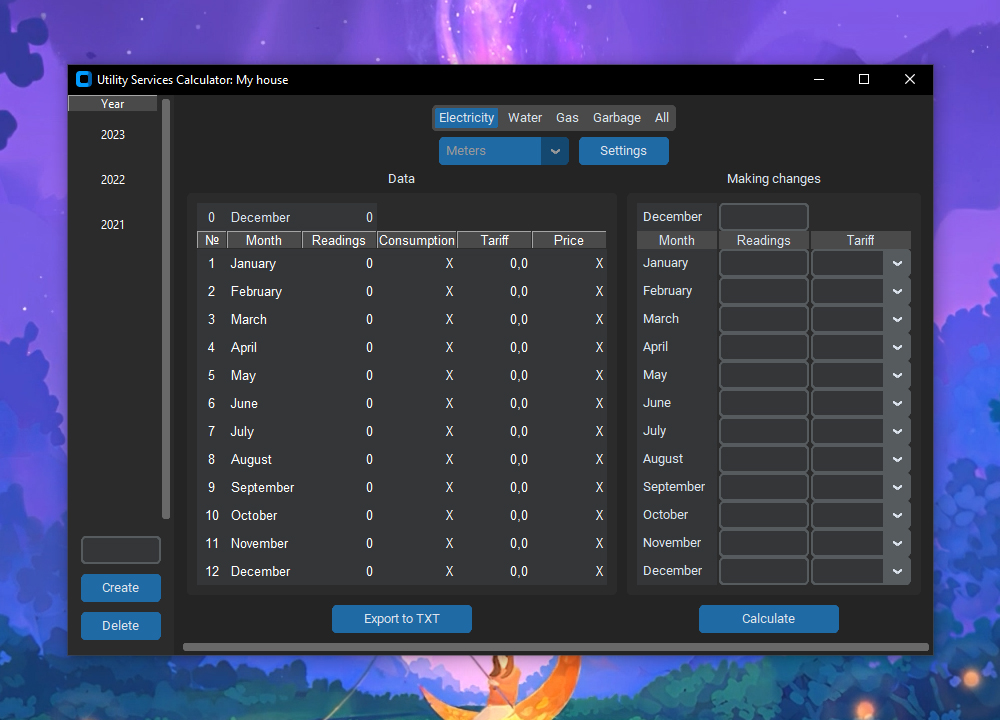 Utility Services Calculator: My house
Year
2023
2022
2021
Create
Delete
Electricity Water Gas Garbage All
Meters Settings
Data
0 December 0
№ Month Readings Consumption Tariff Price
1 January 0 X 0,0 X
2 February 0 X 0,0 X
3 March 0 X 0,0 X
4 April 0 X 0,0 X
5 May 0 X 0,0 X
6 June 0 X 0,0 X
7 July 0 X 0,0 X
8 August 0 X 0,0 X
9 September 0 X 0,0 X
10 October 0 X 0,0 X
11 November 0 X 0,0 X
12 December 0 X 0,0 X
Export to TXT
Making changes
December
Month Readings Tariff
January
February
March
April
May
June
July
August
September
October
November
December
Calculate